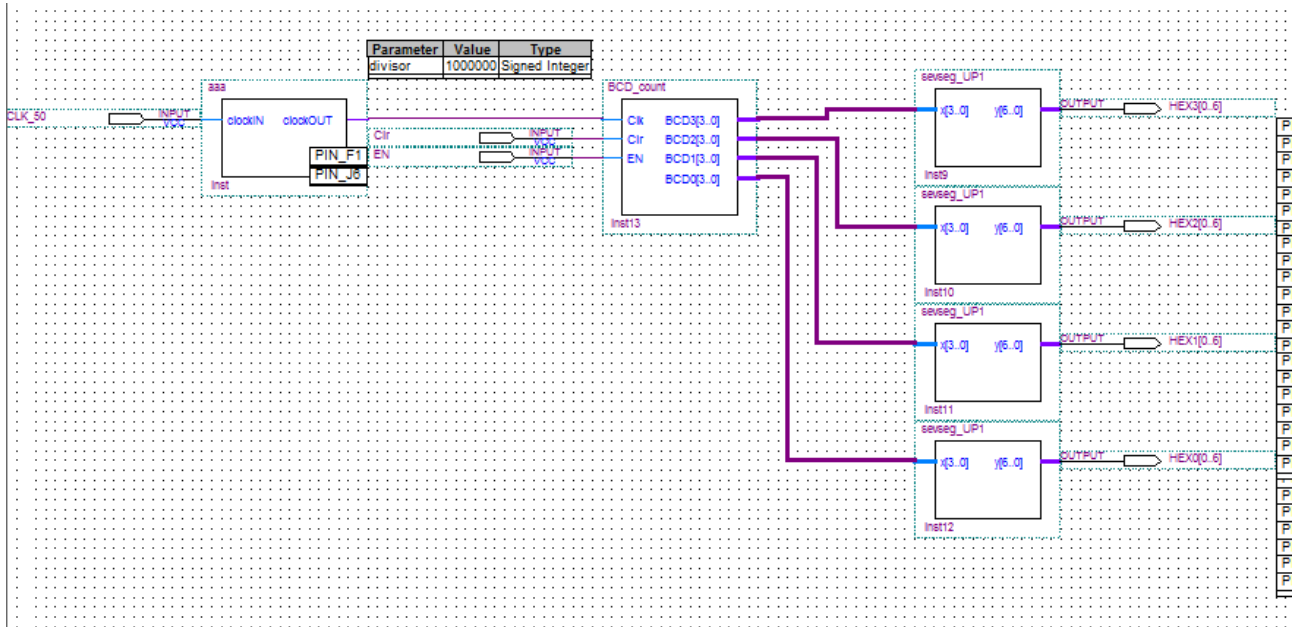 Parameter Value Type
divisor 1000000 Signed Integer
aaa
CLK_50 INPUT VCC
clockIN clockOUT
PIN_F1
PIN_J6
inst
Clr INPUT VCC
EN INPUT VCC
BCD_count
Clk BCD3[3..0]
Clr BCD2[3..0]
EN BCD1[3..0]
BCD0[3..0]
inst13
sevseg_UP1
x[3..0] y[6..0]
inst9
OUTPUT HEX3[0..6]
sevseg_UP1
x[3..0] y[6..0]
inst10
OUTPUT HEX2[0..6]
sevseg_UP1
x[3..0] y[6..0]
inst11
OUTPUT HEX1[0..6]
sevseg_UP1
x[3..0] y[6..0]
inst12
OUTPUT HEX0[0..6]